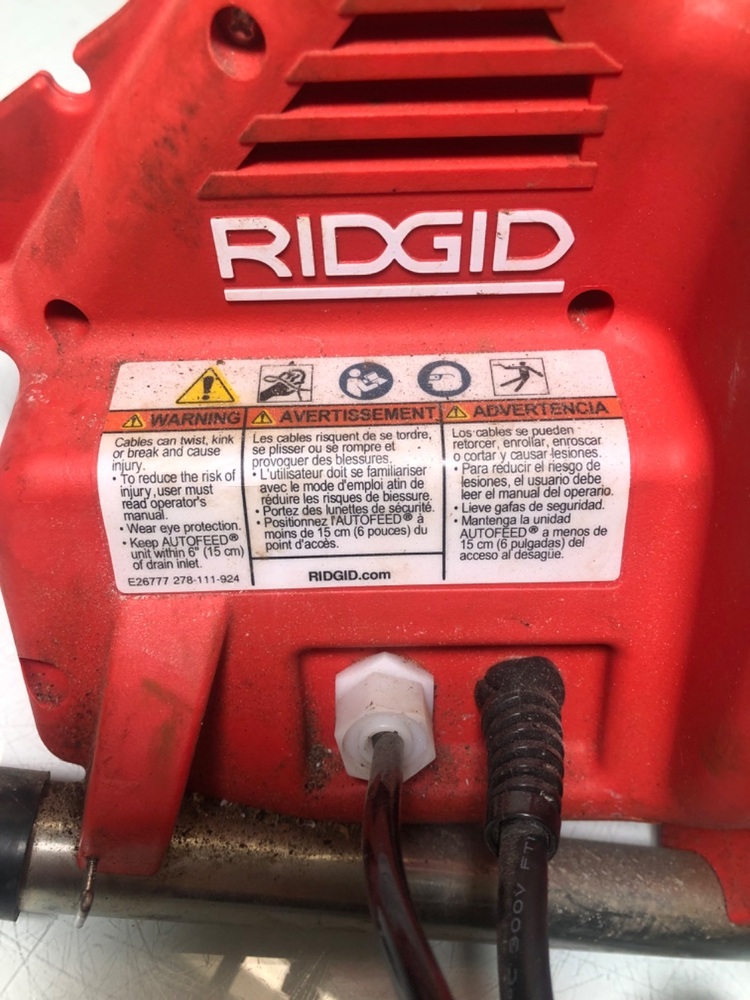 RIDGID
WARNING
Cables can twist, kink
or break and cause
injury.
• To reduce the risk of
injury, user must
read operator's
manual.
• Wear eye protection.
• Keep AUTOFEED®
unit within 6" (15 cm)
of drain inlet.
E26777 278-111-924
AVERTISSEMENT
Les câbles risquent de se tordre,
se plisser ou se rompre et
provoquer des blessures.
• L'utilisateur doit se familiariser
avec le mode d'emploi afin de
réduire les risques de blessure.
• Portez des lunettes de sécurité.
• Positionnez l'AUTOFEED® à
moins de 15 cm (6 pouces) du
point d'accès.
RIDGID.com
ADVERTENCIA
Los cables se pueden
retorcer, enrollar, enroscar
o cortar y causar lesiones.
• Para reducir el riesgo de
lesiones, el usuario debe
leer el manual del operario.
• Lleve gafas de seguridad.
• Mantenga la unidad
AUTOFEED® a menos de
15 cm (6 pulgadas) del
acceso al desagüe.
300V FT